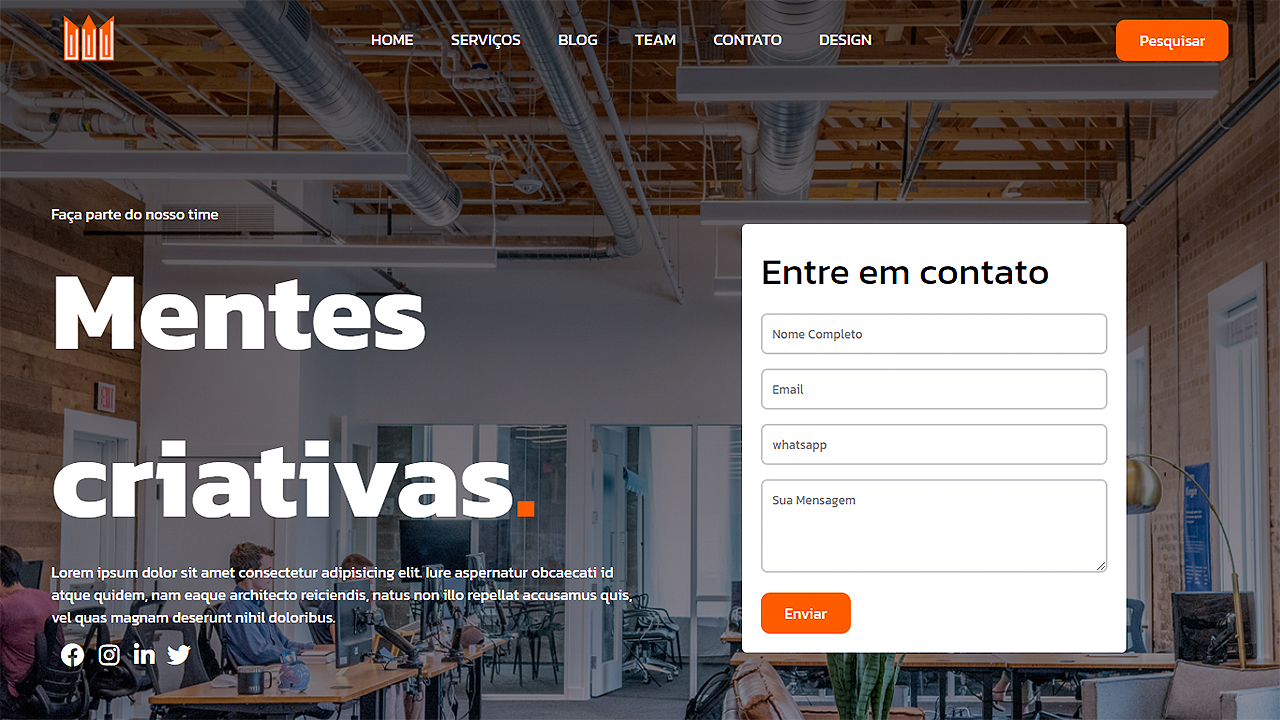 HOME SERVIÇOS BLOG TEAM CONTATO DESIGN
Pesquisar
Faça parte do nosso time
Mentes
criativas.
Lorem ipsum dolor sit amet consectetur adipisicing elit. Iure aspernatur obcaecati id
atque quidem, nam eaque architecto reiciendis, natus non illo repellat accusamus quis,
vel quas magnam deserunt nihil doloribus.
Entre em contato
Nome Completo
Email
whatsapp
Sua Mensagem
Enviar
EXIT